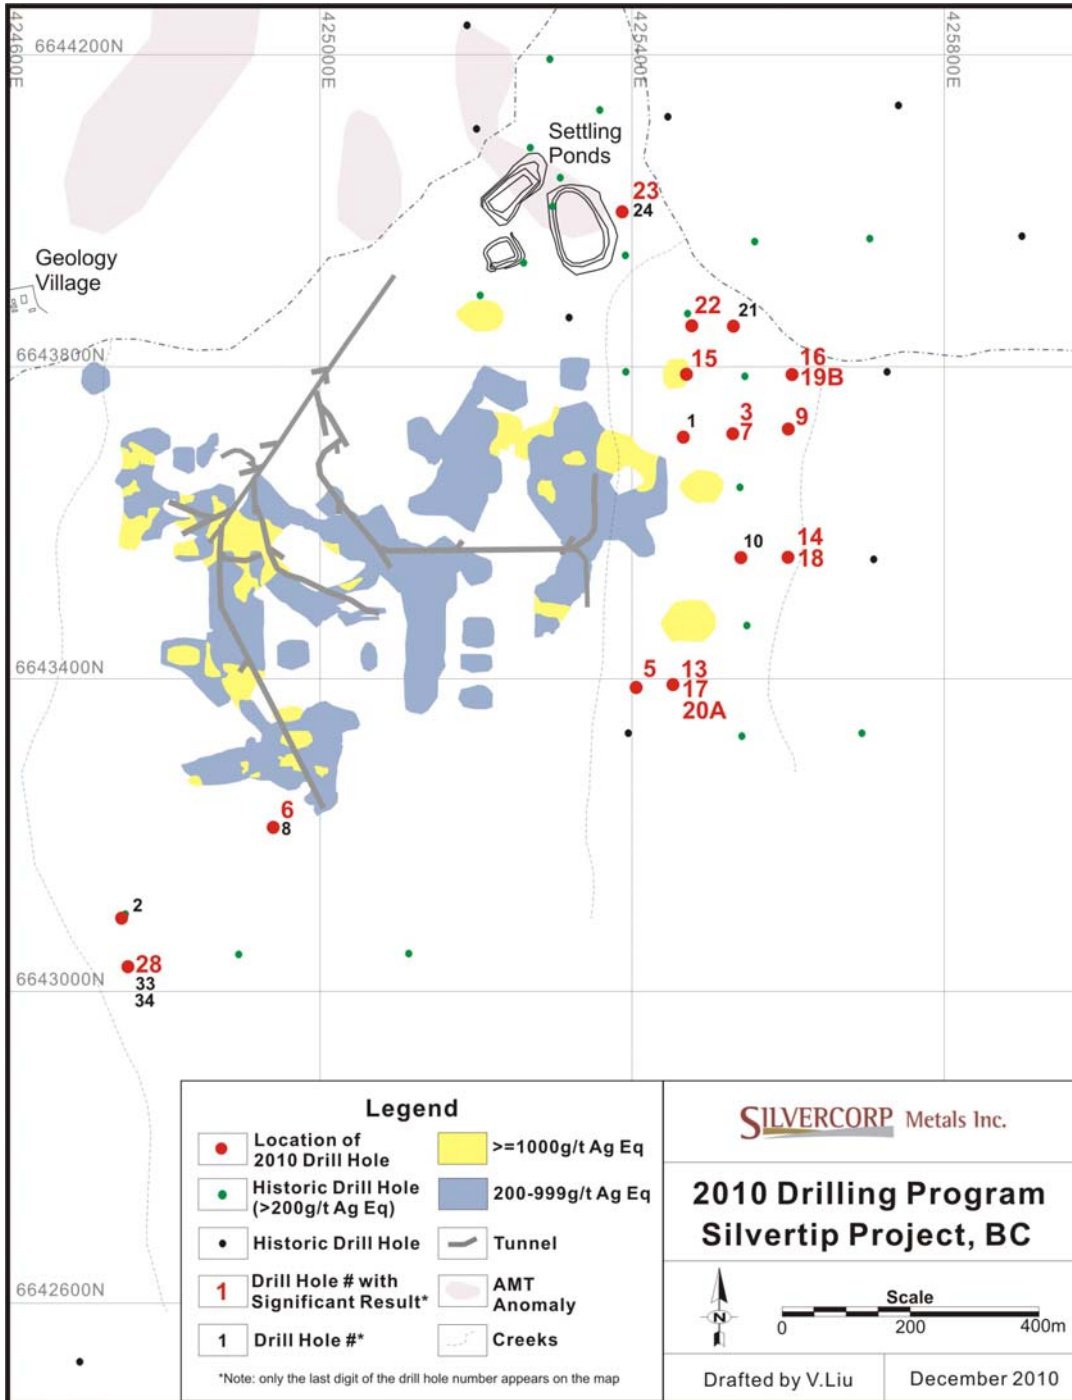 424600E
425000E
425400E
425800E
6644200N
Settling
Ponds
23
24
Geology
Village
22
21
6643800N
15
16
19B
1
3
7
9
10
14
18
6643400N
5
13
17
20A
6
8
2
28
33
34
6643000N
6642600N
Legend
Location of
2010 Drill Hole
>=1000g/t Ag Eq
Historic Drill Hole
(>200g/t Ag Eq)
200-999g/t Ag Eq
Historic Drill Hole
Tunnel
1
Drill Hole # with
Significant Result*
AMT
Anomaly
1
Drill Hole #*
Creeks
*Note: only the last digit of the drill hole number appears on the map
SILVERCORP Metals Inc.
2010 Drilling Program
Silvertip Project, BC
N
Scale
0 200 400m
Drafted by V.Liu
December 2010